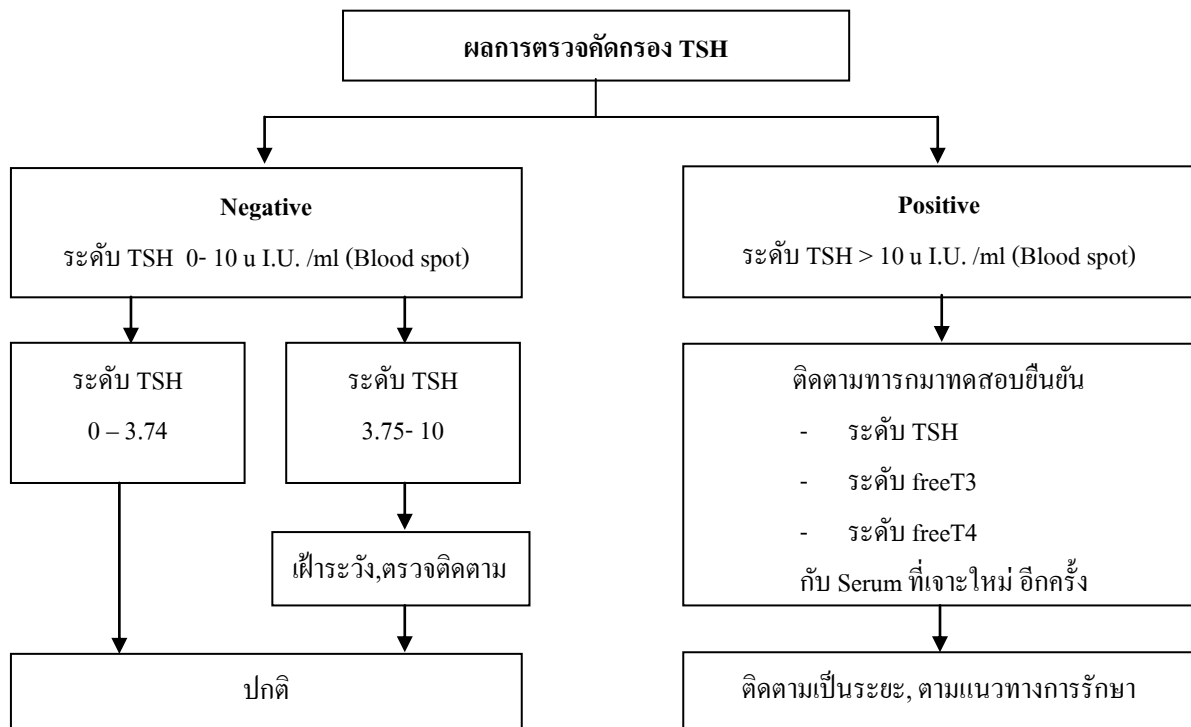 ผลการตรวจคัดกรอง TSH
Negative
ระดับ TSH 0- 10 u I.U. /ml (Blood spot)
Positive
ระดับ TSH > 10 u I.U. /ml (Blood spot)
ระดับ TSH
0 – 3.74
ระดับ TSH
3.75- 10
ติดตามทารกมาทดสอบยืนยัน
- ระดับ TSH
- ระดับ freeT3
- ระดับ freeT4
กับ Serum ที่เจาะใหม่ อีกครั้ง
เฝ้าระวัง,ตรวจติดตาม
ปกติ
ติดตามเป็นระยะ, ตามแนวทางการรักษา